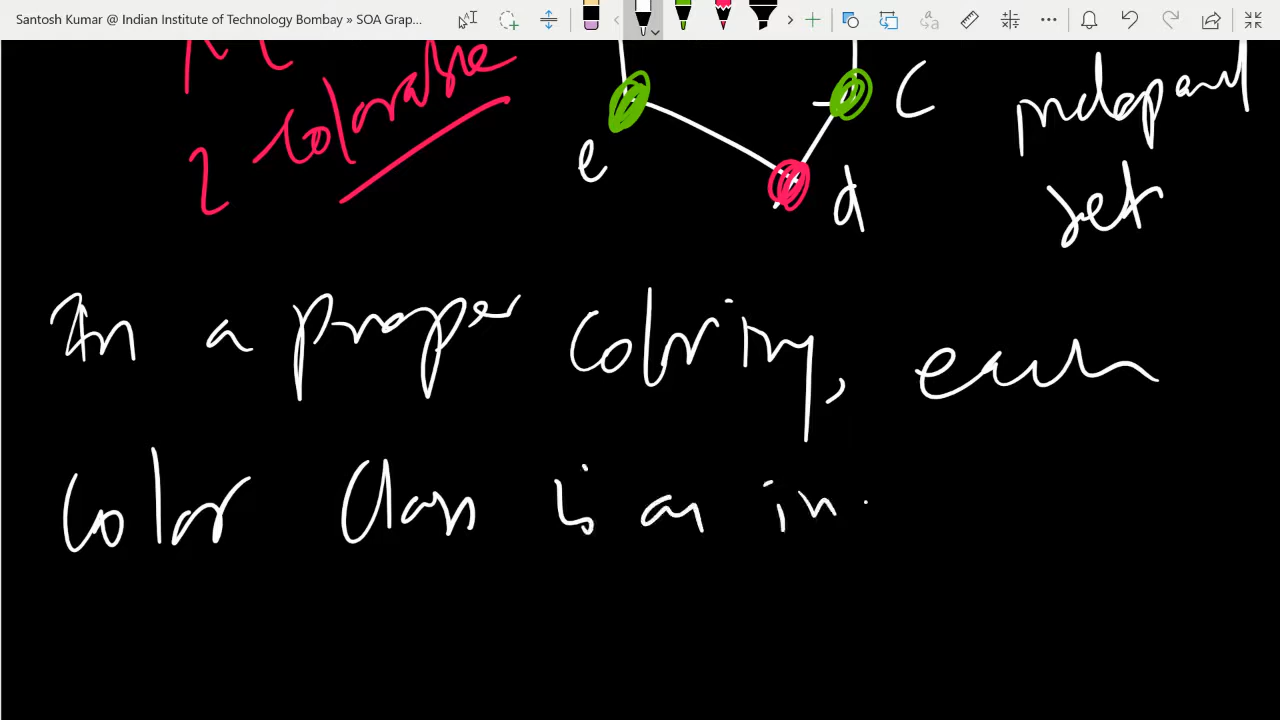 Santosh Kumar @ Indian Institute of Technology Bombay » SOA Grap...
2 colorable
e
c
d
independent
set
In a proper coloring, each
color class is an in